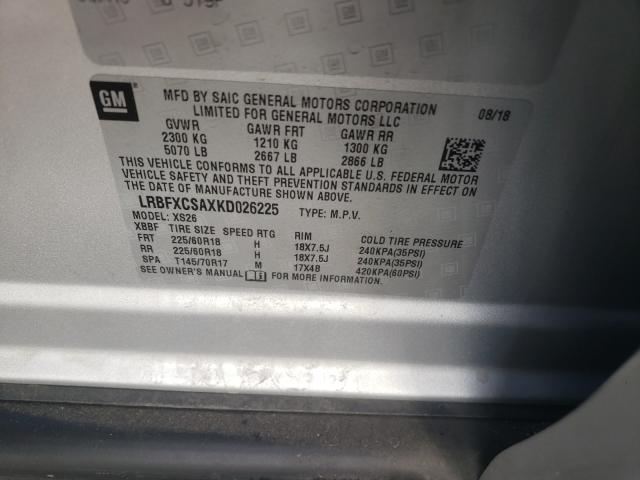 GM
MFD BY SAIC GENERAL MOTORS CORPORATION 08/18
LIMITED FOR GENERAL MOTORS LLC
GVWR GAWR FRT GAWR RR
2300 KG 1210 KG 1300 KG
5070 LB 2667 LB 2866 LB
THIS VEHICLE CONFORMS TO ALL APPLICABLE U.S. FEDERAL MOTOR
VEHICLE SAFETY AND THEFT PREVENTION STANDARDS IN EFFECT ON
THE DATE OF MANUFACTURE SHOWN ABOVE.
LRBFXCSAXKD026225 TYPE: M.P.V.
MODEL: XS26
XBBF TIRE SIZE SPEED RTG RIM COLD TIRE PRESSURE
FRT 225/60R18 H 18X7.5J 240KPA(35PSI)
RR 225/60R18 H 18X7.5J 240KPA(35PSI)
SPA T145/70R17 M 17X4B 420KPA(60PSI)
SEE OWNER'S MANUAL FOR MORE INFORMATION.